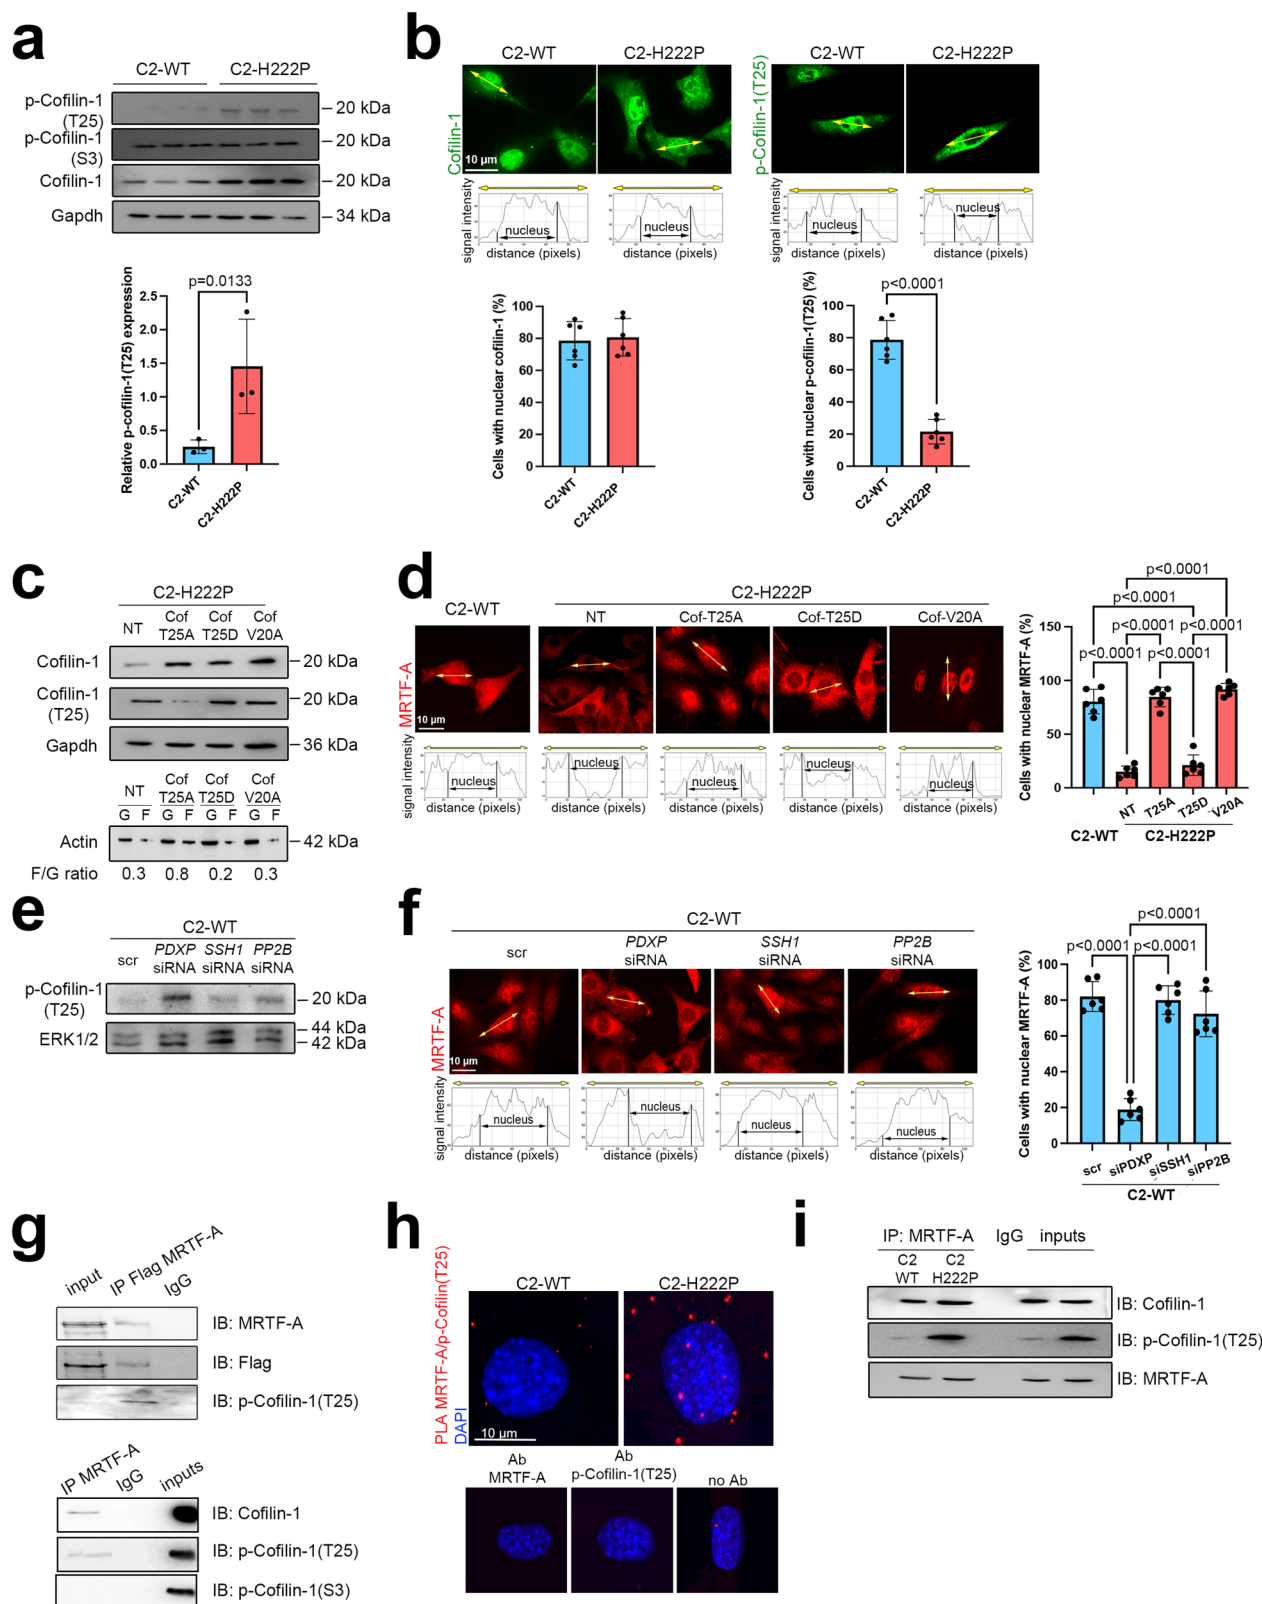 a
C2-WT C2-H222P
p-Cofilin-1
(T25)
20 kDa
p-Cofilin-1
(S3)
20 kDa
Cofilin-1
20 kDa
Gapdh
34 kDa
p=0.0133
Relative p-cofilin-1(T25) expression
2.5
2.0
1.5
1.0
0.5
0.0
C2-WT
C2-H222P
b
C2-WT C2-H222P
Cofilin-1
10 µm
signal intensity
nucleus nucleus
distance (pixels) distance (pixels)
C2-WT C2-H222P
p-Cofilin-1(T25)
signal intensity
nucleus nucleus
distance (pixels) distance (pixels)
Cells with nuclear cofilin-1 (%)
100
80
60
40
20
0
C2-WT
C2-H222P
p<0.0001
Cells with nuclear p-cofilin-1(T25) (%)
100
80
60
40
20
0
C2-WT
C2-H222P
c
C2-H222P
NT Cof T25A Cof T25D Cof V20A
Cofilin-1
20 kDa
Cofilin-1
(T25)
20 kDa
Gapdh
36 kDa
NT Cof T25A Cof T25D Cof V20A
G F G F G F G F
Actin
42 kDa
F/G ratio 0.3 0.8 0.2 0.3
d
C2-WT
C2-H222P
NT Cof-T25A Cof-T25D Cof-V20A
MRTF-A
10 µm
signal intensity
nucleus nucleus nucleus nucleus nucleus
distance (pixels) distance (pixels) distance (pixels) distance (pixels) distance (pixels)
p<0.0001
p<0.0001
p<0.0001 p<0.0001 p<0.0001
Cells with nuclear MRTF-A (%)
150
100
50
0
NT T25A T25D V20A
C2-WT C2-H222P
e
C2-WT
scr PDXP siRNA SSH1 siRNA PP2B siRNA
p-Cofilin-1
(T25)
20 kDa
ERK1/2
44 kDa
42 kDa
f
C2-WT
scr PDXP siRNA SSH1 siRNA PP2B siRNA
MRTF-A
10 µm
signal intensity
nucleus nucleus nucleus nucleus
distance (pixels) distance (pixels) distance (pixels) distance (pixels)
p<0.0001
p<0.0001 p<0.0001
Cells with nuclear MRTF-A (%)
100
80
60
40
20
0
scr siPDXP siSSH1 siPP2B
C2-WT
g
input IP Flag MRTF-A IgG
IB: MRTF-A
IB: Flag
IB: p-Cofilin-1(T25)
IP MRTF-A IgG inputs
IB: Cofilin-1
IB: p-Cofilin-1(T25)
IB: p-Cofilin-1(S3)
h
C2-WT C2-H222P
PLA MRTF-A/p-Cofilin(T25)
DAPI
10 µm
Ab
MRTF-A
Ab
p-Cofilin-1(T25)
no Ab
i
IP: MRTF-A IgG inputs
C2 WT C2 H222P
IB: Cofilin-1
IB: p-Cofilin-1(T25)
IB: MRTF-A